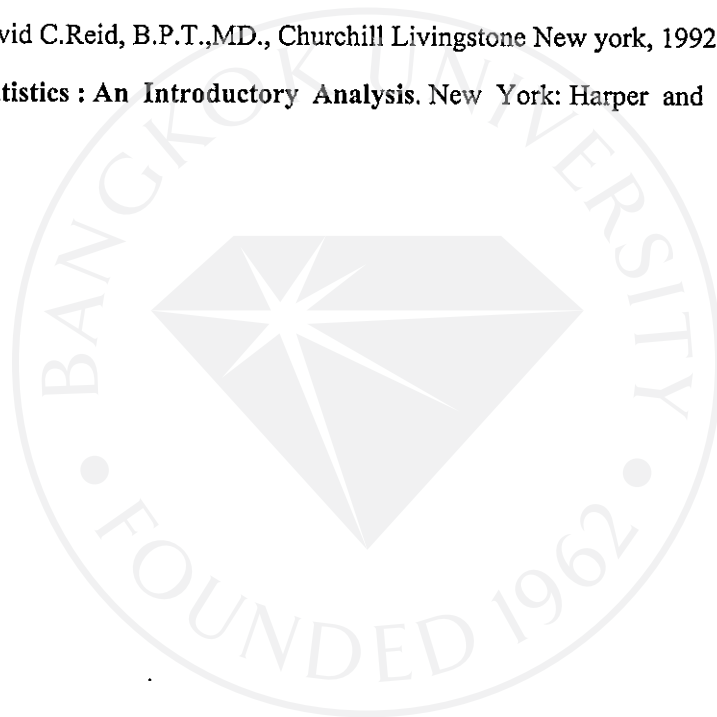 vid C.Reid, B.P.T.,MD., Churchill Livingstone New york, 1992
tistics : An Introductory Analysis. New York: Harper and
BANGKOK UNIVERSITY
• FOUNDED 1962 •